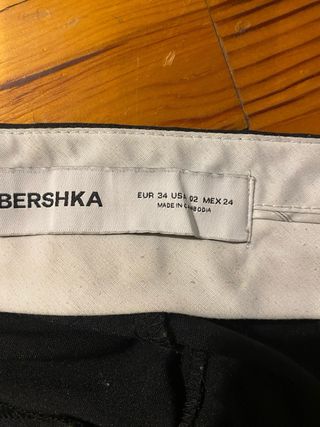 BERSHKA
EUR 34 USA 02 MEX 24
MADE IN CAMBODIA